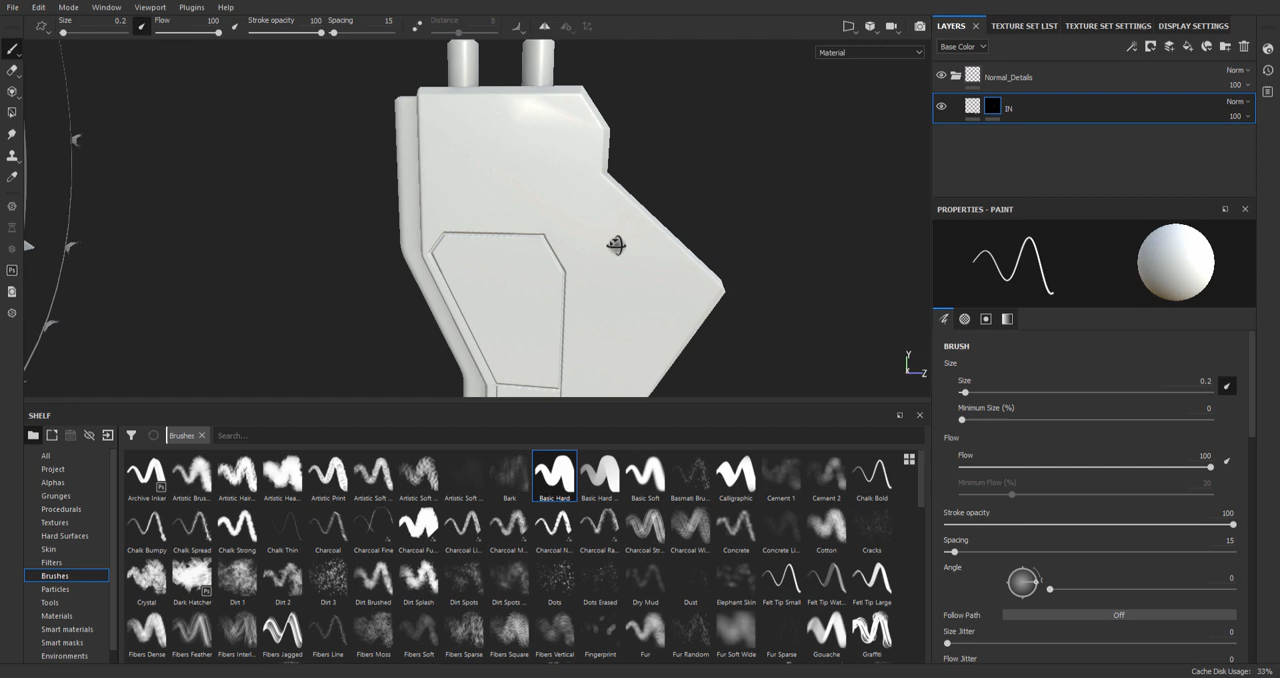 File Edit Mode Window Viewport Plugins Help
Size 0.2 Flow 100 Stroke opacity 100 Spacing 15 Distance 8
Material
Y
X Z
LAYERS TEXTURE SET LIST TEXTURE SET SETTINGS DISPLAY SETTINGS
Base Color
Normal_Details Norm
100
IN Norm
100
PROPERTIES - PAINT
BRUSH
Size
Size 0.2
Minimum Size (%) 0
Flow
Flow 100
Minimum Flow (%) 20
Stroke opacity 100
Spacing 15
Angle 0
Follow Path Off
Size Jitter 0
Flow Jitter 0
SHELF
Brushes Search...
All
Project
Alphas
Grunges
Procedurals
Textures
Hard Surfaces
Skin
Filters
Brushes
Particles
Tools
Materials
Smart materials
Smart masks
Environments
Ps
Archive Inker Artistic Brus... Artistic Hair... Artistic Hea... Artistic Print Artistic Soft ... Artistic Soft ... Artistic Soft ... Bark Basic Hard Basic Hard ... Basic Soft Basmati Bru... Calligraphic Cement 1 Cement 2 Chalk Bold
Chalk Bumpy Chalk Spread Chalk Strong Chalk Thin Charcoal Charcoal Fine Charcoal Fu... Charcoal Li... Charcoal M... Charcoal N... Charcoal Ra... Charcoal Str... Charcoal Wi... Concrete Concrete Li... Cotton Cracks
Crystal Dark Hatcher Dirt 1 Dirt 2 Dirt 3 Dirt Brushed Dirt Splash Dirt Spots Dirt Spots ... Dots Dots Erased Dry Mud Dust Elephant Skin Felt Tip Small Felt Tip Wat... Felt Tip Large
Fibers Dense Fibers Feather Fibers Interl... Fibers Jagged Fibers Line Fibers Moss Fibers Soft Fibers Sparse Fibers Square Fibers Vertical Fingerprint Fur Fur Random Fur Soft Wide Fur Sparse Gouache Graffiti
Cache Disk Usage: 33%